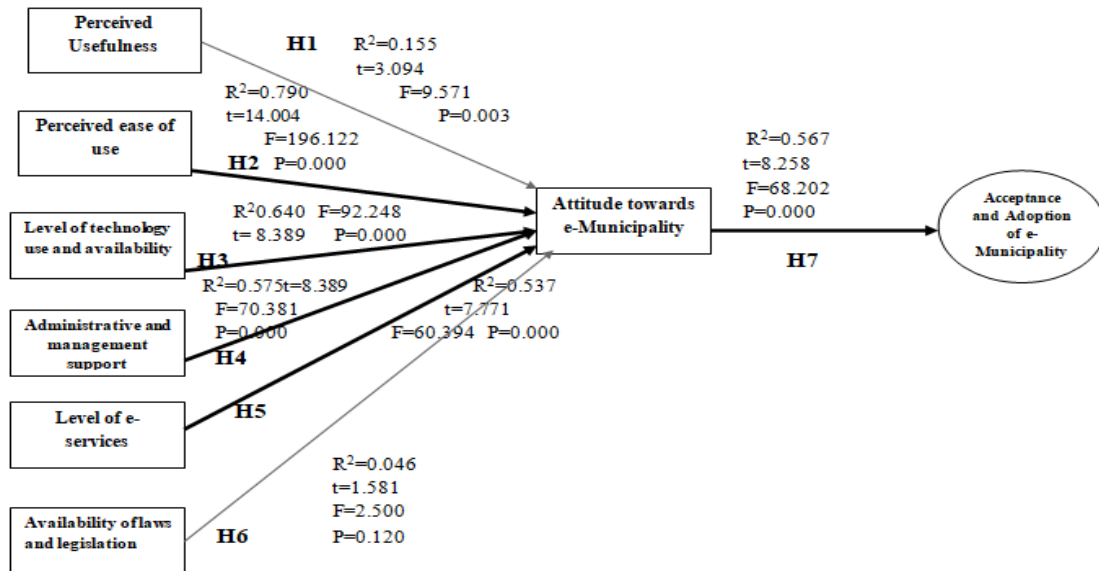 Perceived
Usefulness
H1
R²=0.155
t=3.094
F=9.571
P=0.003
R²=0.790
t=14.004
F=196.122
H2 P=0.000
Perceived ease of
use
R²0.640 F=92.248
t= 8.389 P=0.000
Level of technology
use and availability
H3
R²=0.575t=8.389
F=70.381
P=0.000
H4
Administrative and
management
support
R²=0.537
t=7.771
F=60.394 P=0.000
Level of e-
services
H5
R²=0.046
t=1.581
F=2.500
P=0.120
H6
Availability of laws
and legislation
Attitude towards
e-Municipality
R²=0.567
t=8.258
F=68.202
P=0.000
H7
Acceptance
and Adoption
of e-
Municipality